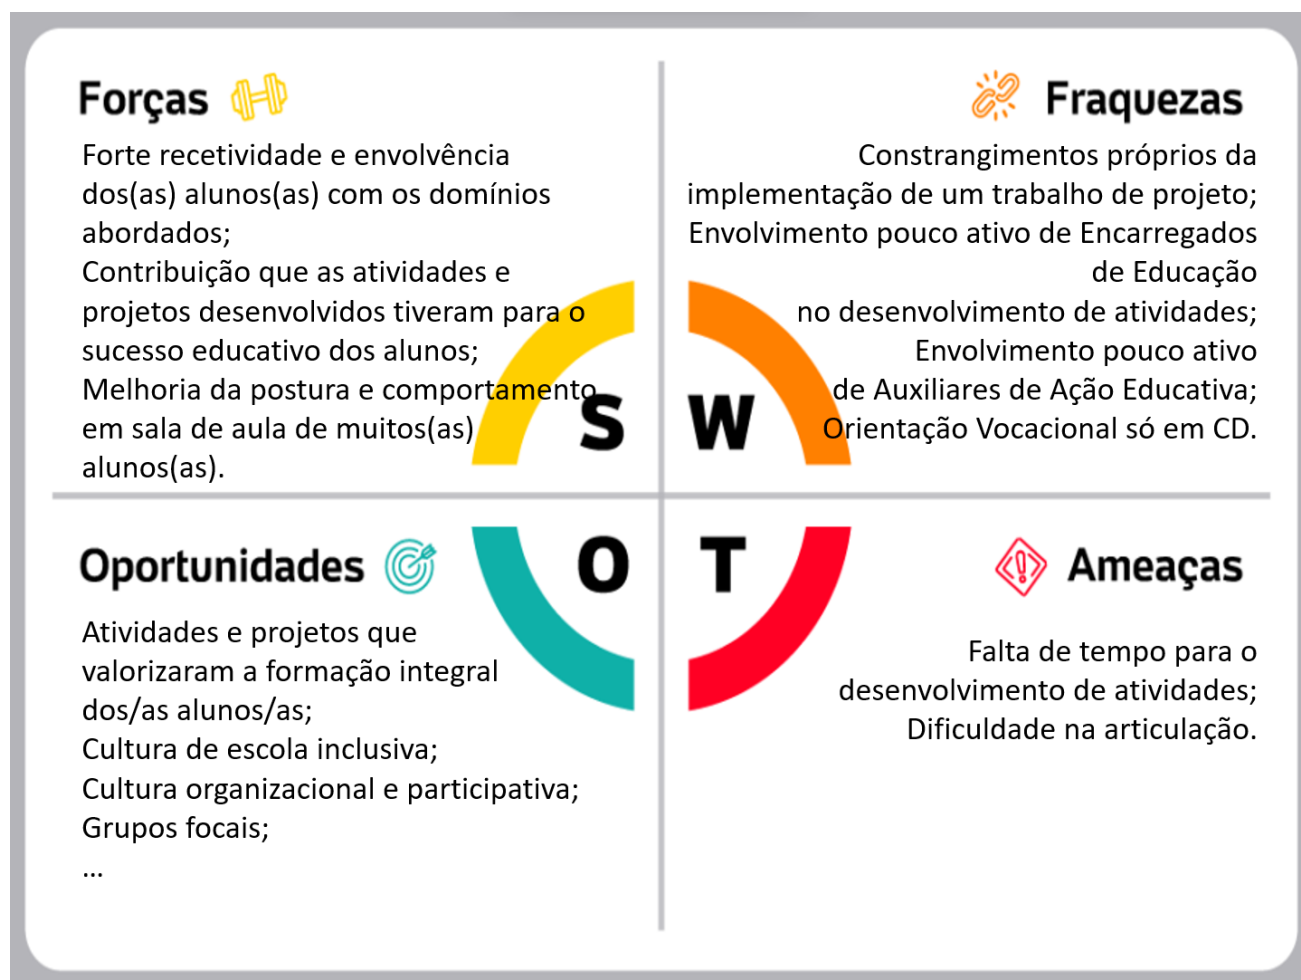 Forças
Forte recetividade e envolvência
dos(as) alunos(as) com os domínios
abordados;
Contribuição que as atividades e
projetos desenvolvidos tiveram para o
sucesso educativo dos alunos;
Melhoria da postura e comportamento
em sala de aula de muitos(as)
alunos(as).
Fraquezas
Constrangimentos próprios da
implementação de um trabalho de projeto;
Envolvimento pouco ativo de Encarregados
de Educação
no desenvolvimento de atividades;
Envolvimento pouco ativo
de Auxiliares de Ação Educativa;
Orientação Vocacional só em CD.
S W
O T
Oportunidades
Atividades e projetos que
valorizaram a formação integral
dos/as alunos/as;
Cultura de escola inclusiva;
Cultura organizacional e participativa;
Grupos focais;
...
Ameaças
Falta de tempo para o
desenvolvimento de atividades;
Dificuldade na articulação.